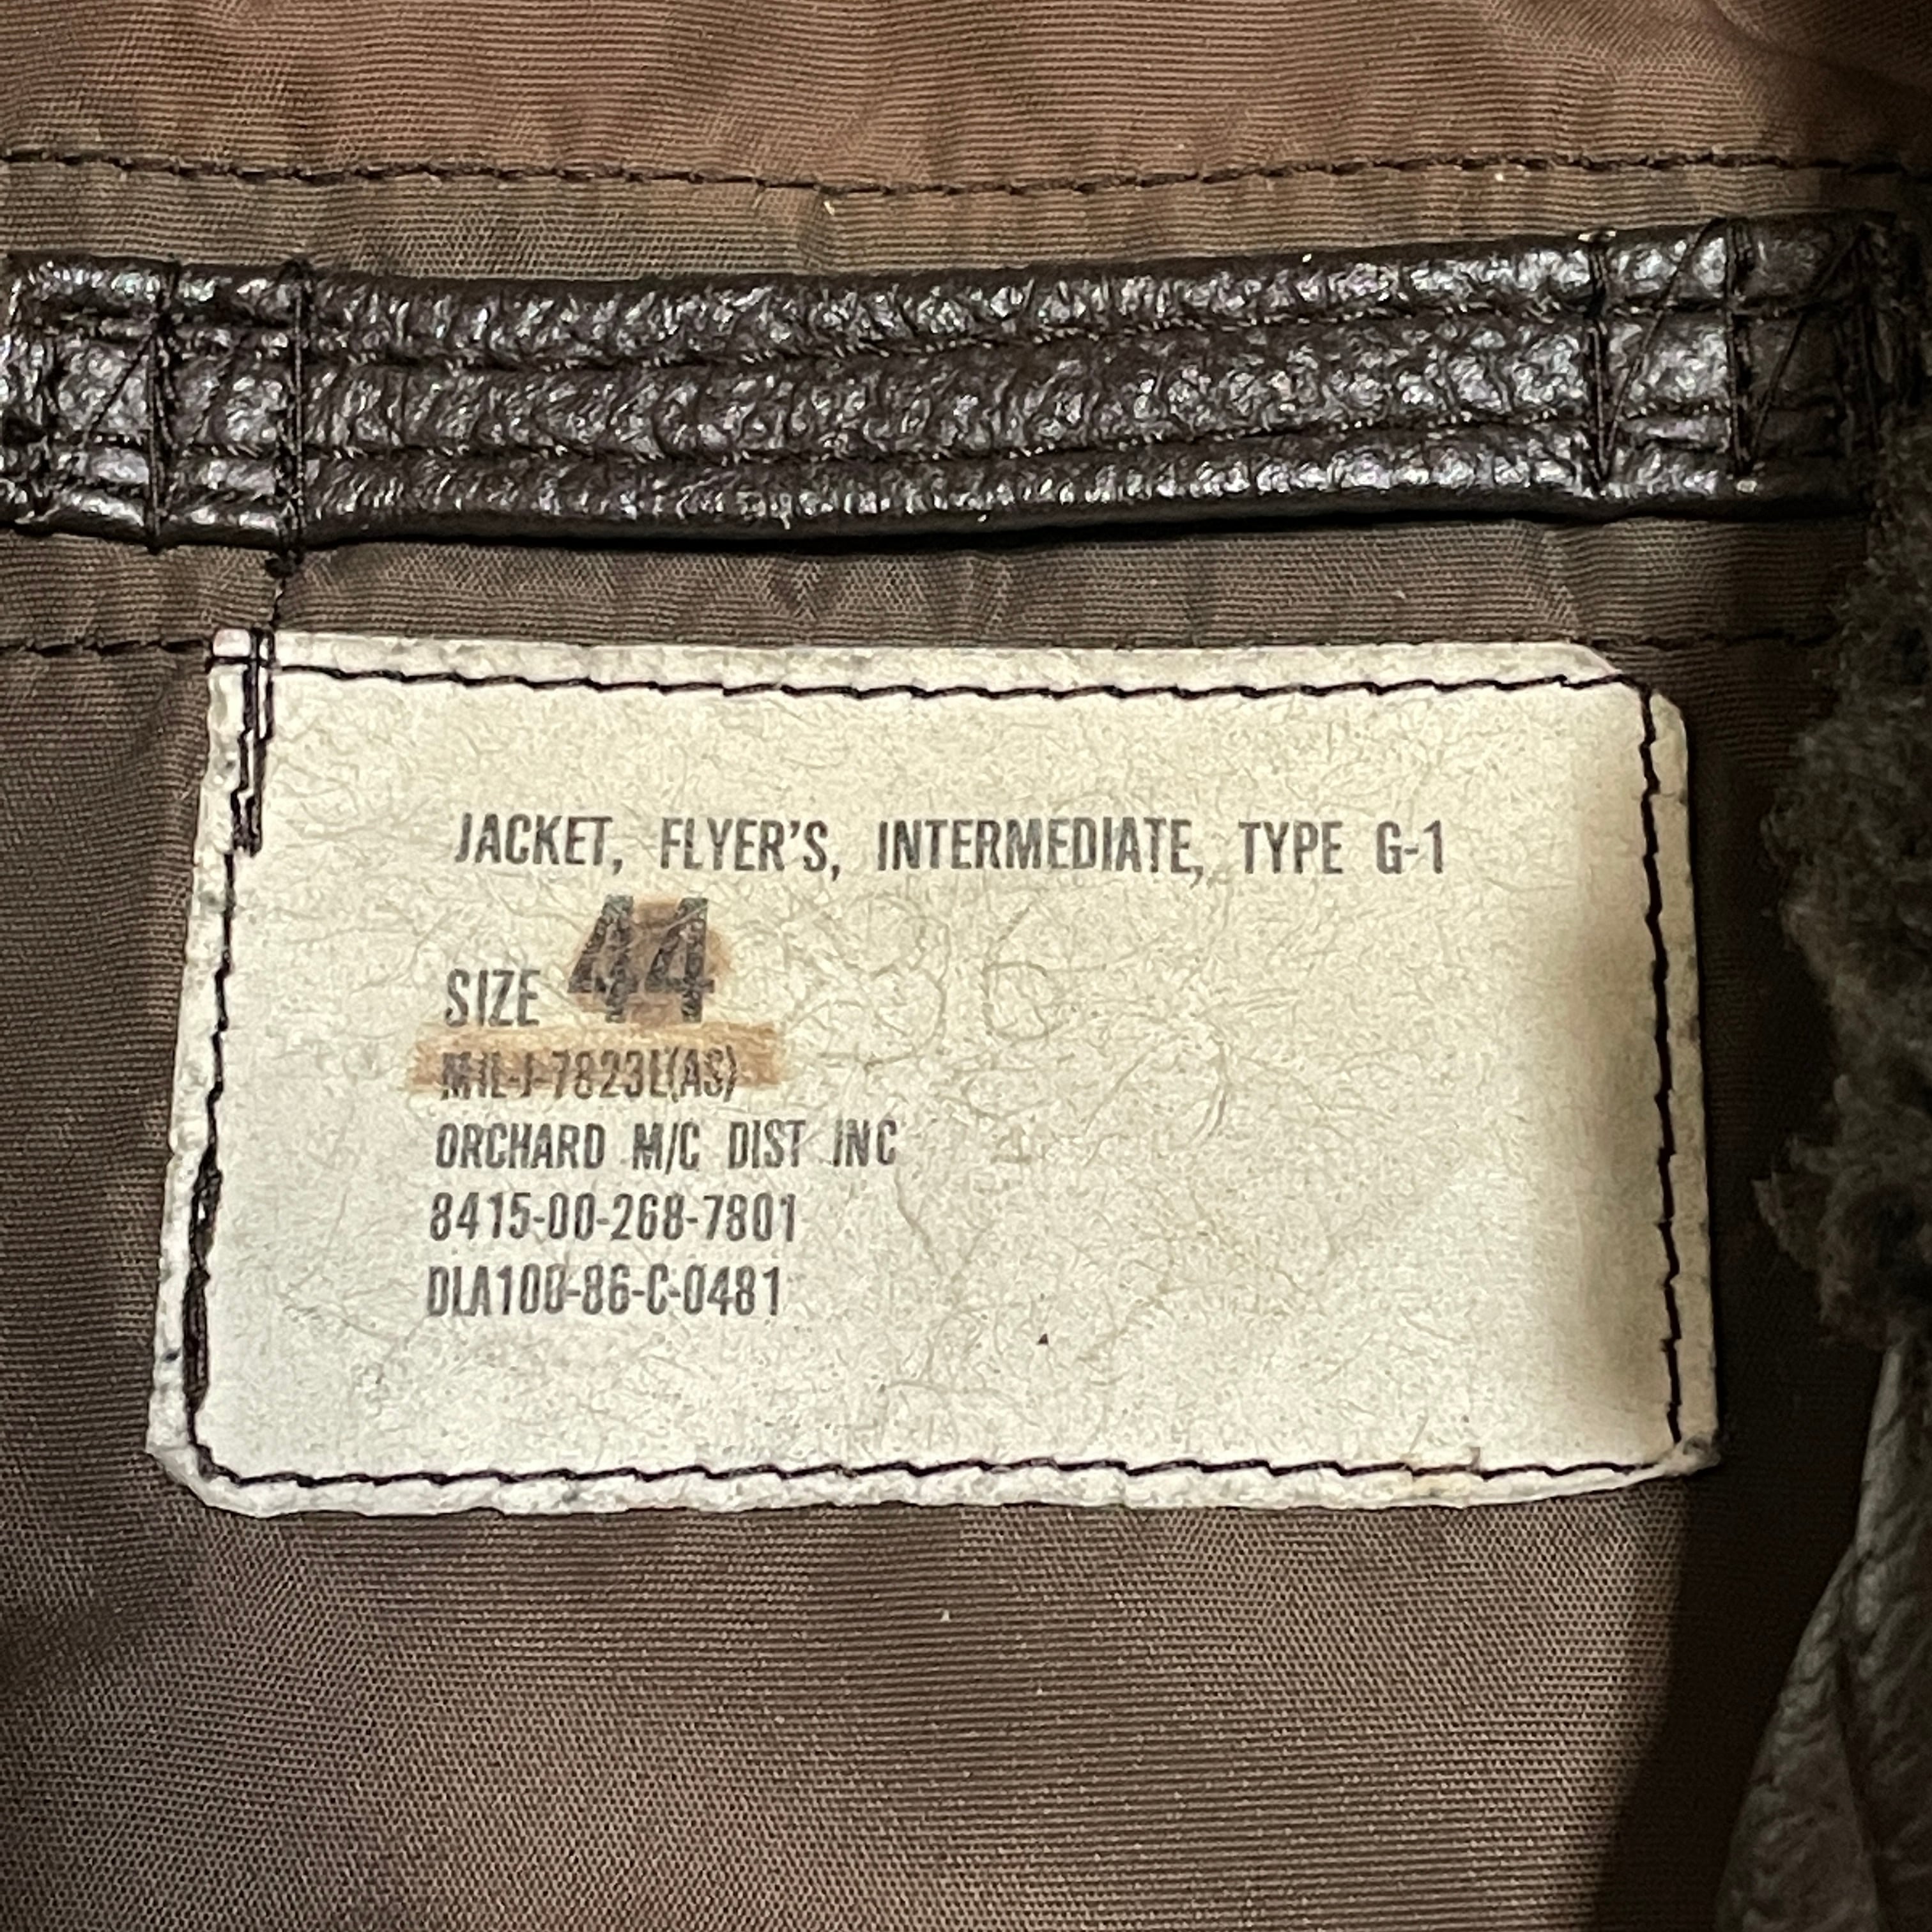 JACKET, FLYER'S, INTERMEDIATE, TYPE G-1
SIZE 44
MIL-J-7823L(AS)
ORCHARD M/C DIST INC
8415-00-268-7801
DLA100-86-C-0481